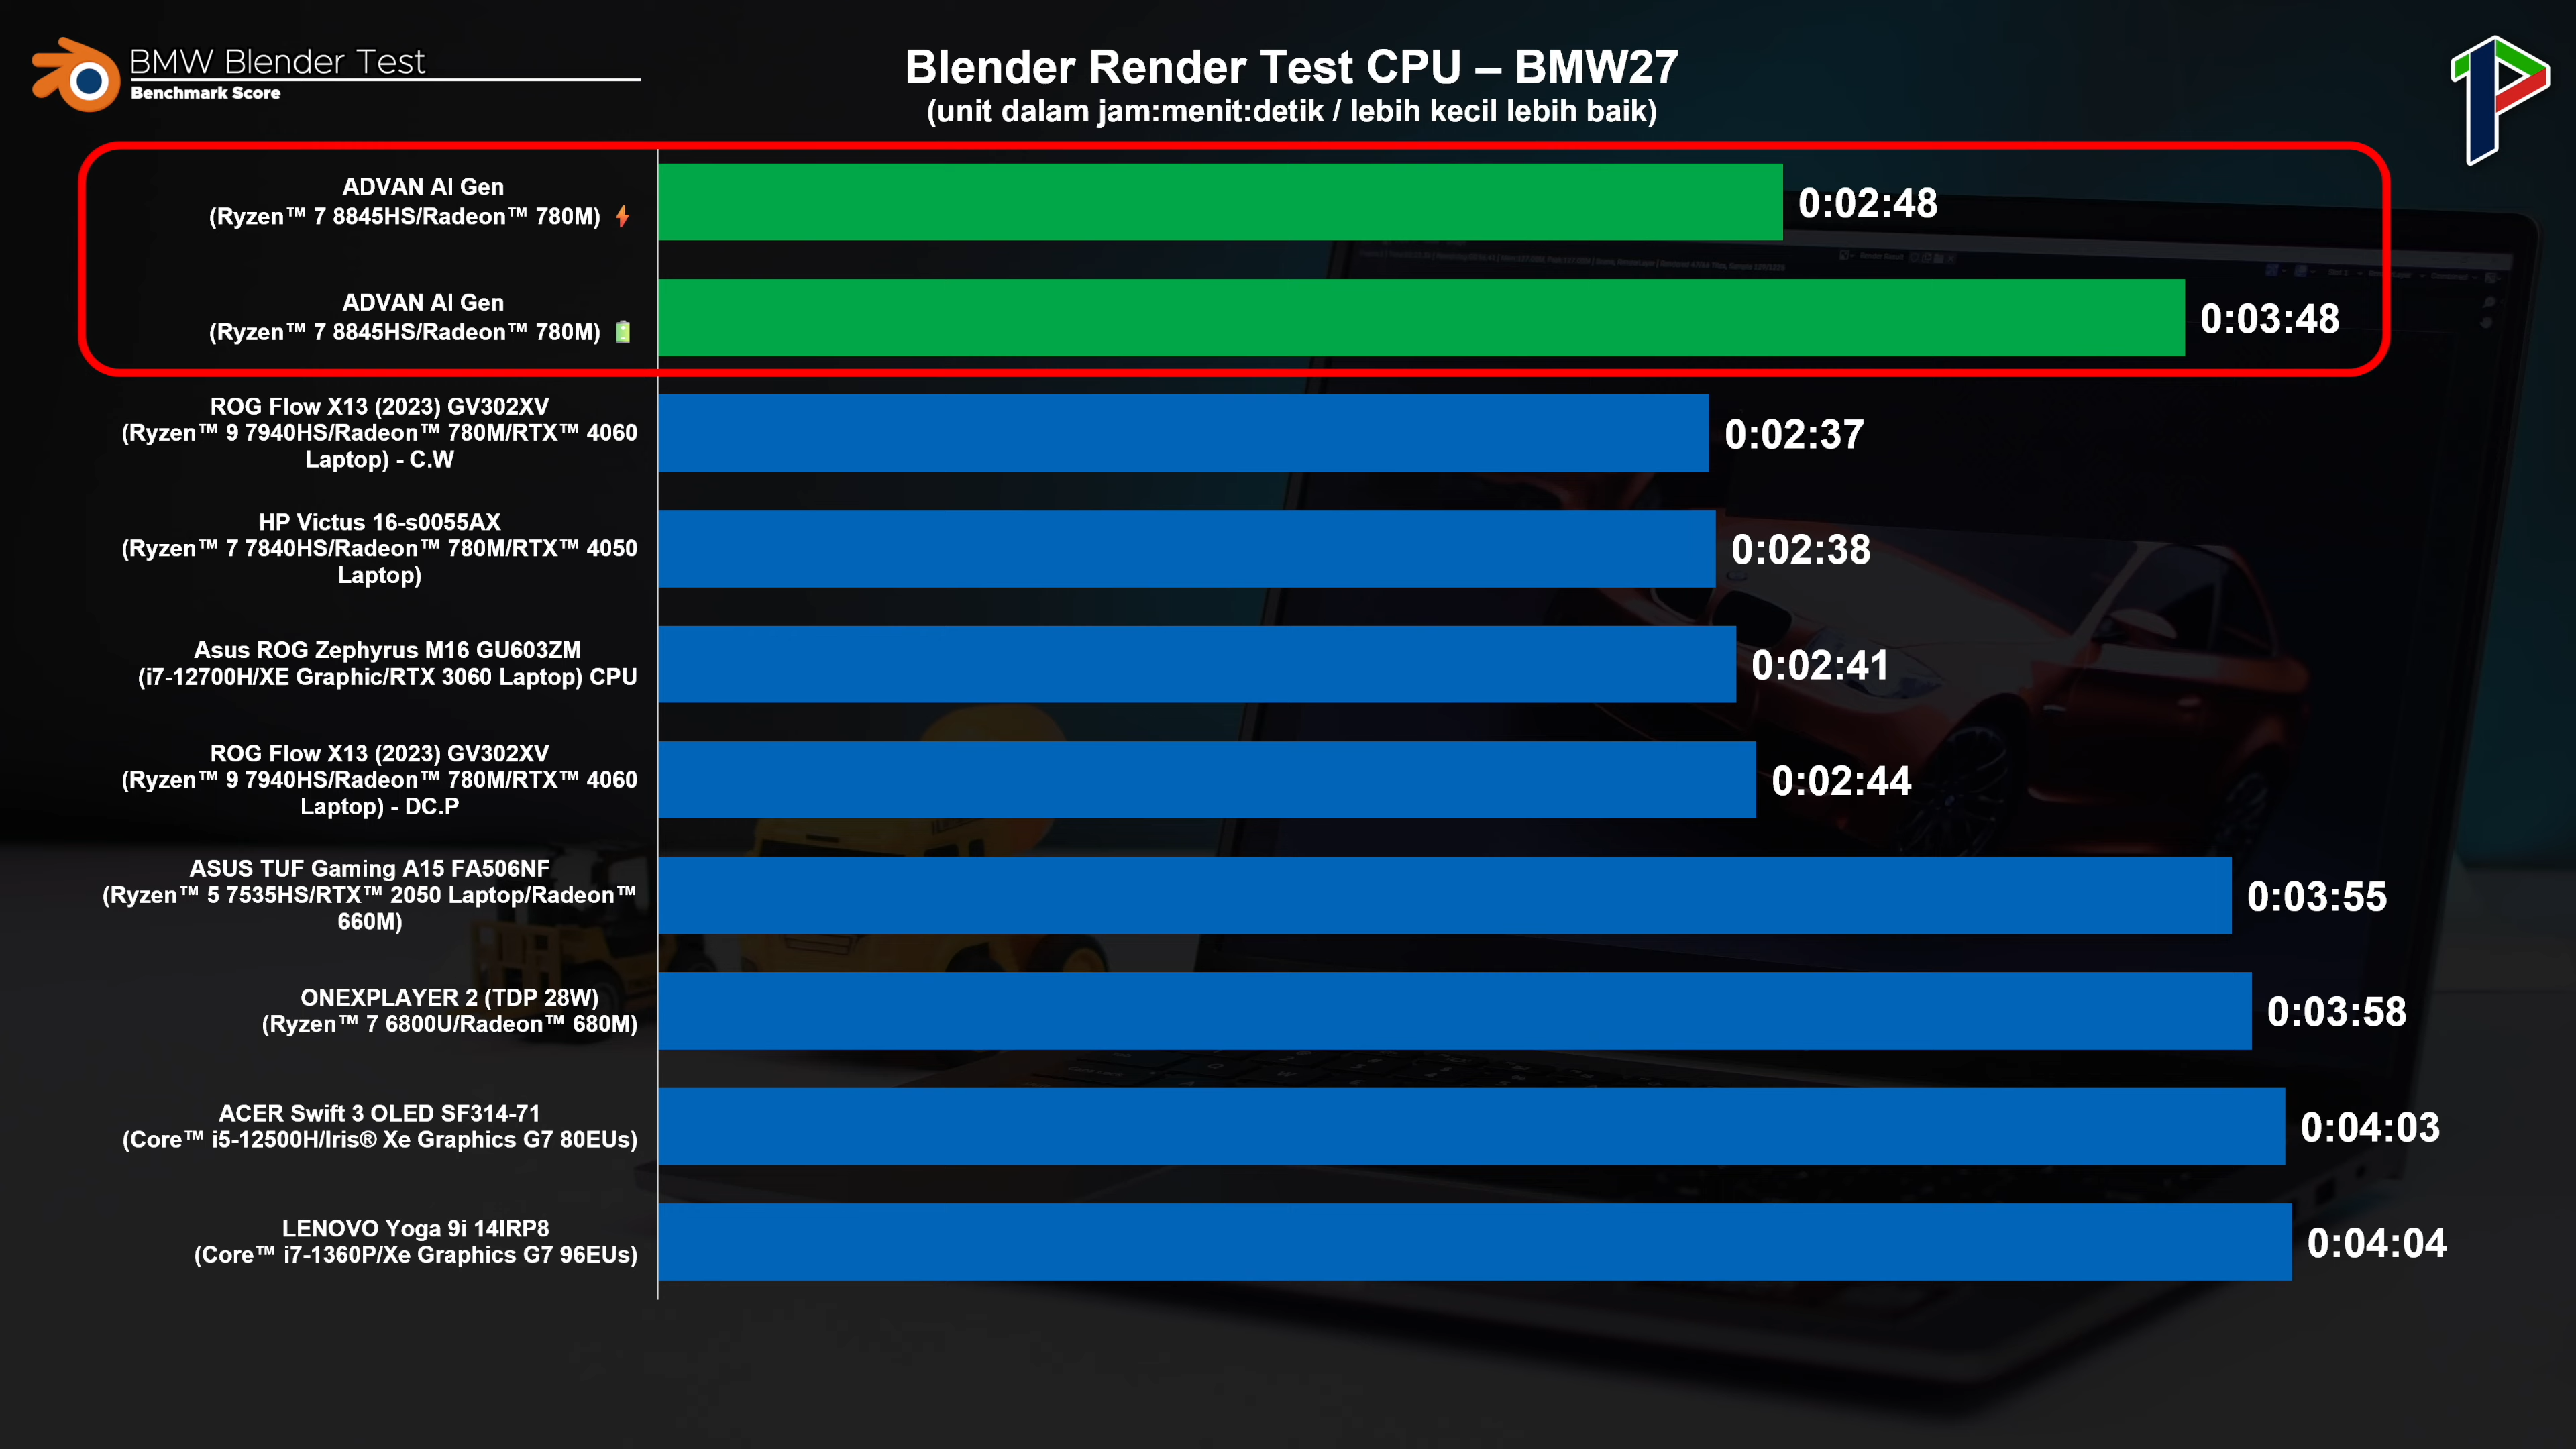 BMW Blender Test
Benchmark Score
Blender Render Test CPU – BMW27
(unit dalam jam:menit:detik / lebih kecil lebih baik)
ADVAN AI Gen
(Ryzen™ 7 8845HS/Radeon™ 780M) ⚡
0:02:48
ADVAN AI Gen
(Ryzen™ 7 8845HS/Radeon™ 780M) 🔋
0:03:48
ROG Flow X13 (2023) GV302XV
(Ryzen™ 9 7940HS/Radeon™ 780M/RTX™ 4060
Laptop) - C.W
0:02:37
HP Victus 16-s0055AX
(Ryzen™ 7 7840HS/Radeon™ 780M/RTX™ 4050
Laptop)
0:02:38
Asus ROG Zephyrus M16 GU603ZM
(i7-12700H/XE Graphic/RTX 3060 Laptop) CPU
0:02:41
ROG Flow X13 (2023) GV302XV
(Ryzen™ 9 7940HS/Radeon™ 780M/RTX™ 4060
Laptop) - DC.P
0:02:44
ASUS TUF Gaming A15 FA506NF
(Ryzen™ 5 7535HS/RTX™ 2050 Laptop/Radeon™
660M)
0:03:55
ONEXPLAYER 2 (TDP 28W)
(Ryzen™ 7 6800U/Radeon™ 680M)
0:03:58
ACER Swift 3 OLED SF314-71
(Core™ i5-12500H/Iris® Xe Graphics G7 80EUs)
0:04:03
LENOVO Yoga 9i 14IRP8
(Core™ i7-1360P/Xe Graphics G7 96EUs)
0:04:04